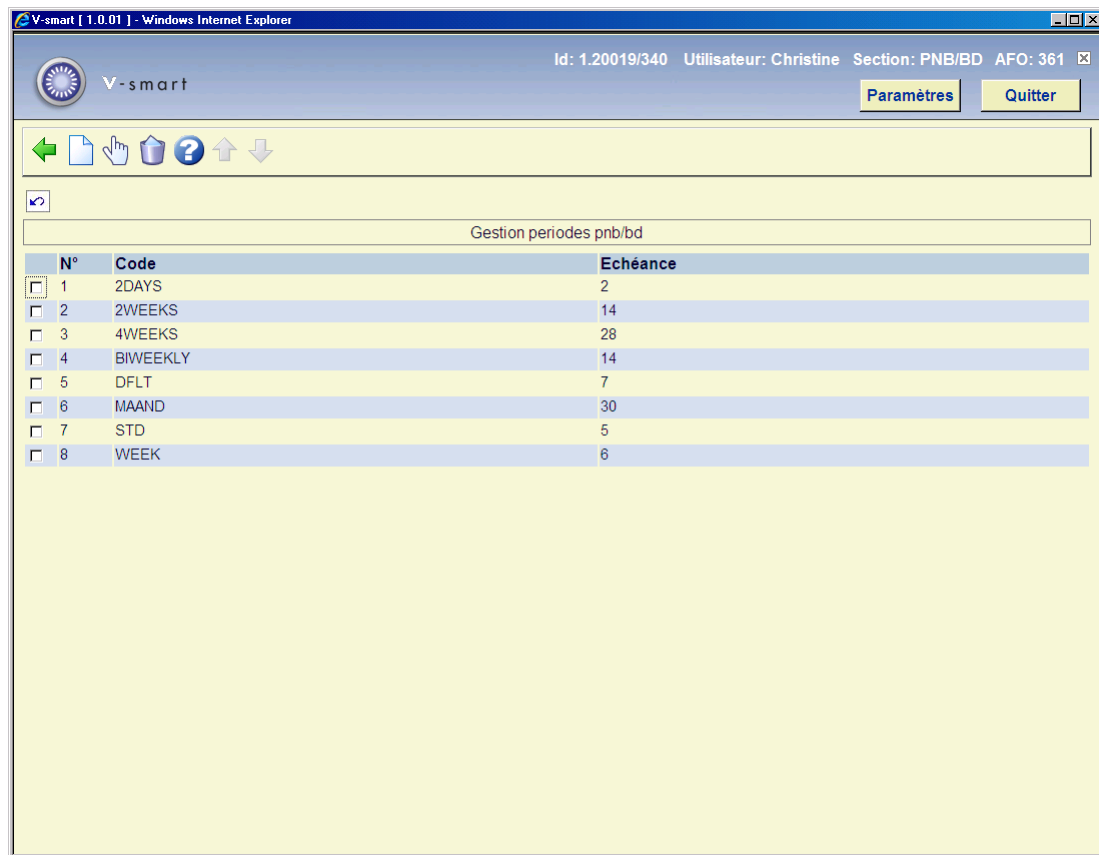 V-smart [ 1.0.01 ] - Windows Internet Explorer
Id: 1.20019/340 Utilisateur: Christine Section: PNB/BD AFO: 361
V-smart
Paramètres Quitter
Gestion periodes pnb/bd
N° Code Echéance
1 2DAYS 2
2 2WEEKS 14
3 4WEEKS 28
4 BIWEEKLY 14
5 DFLT 7
6 MAAND 30
7 STD 5
8 WEEK 6